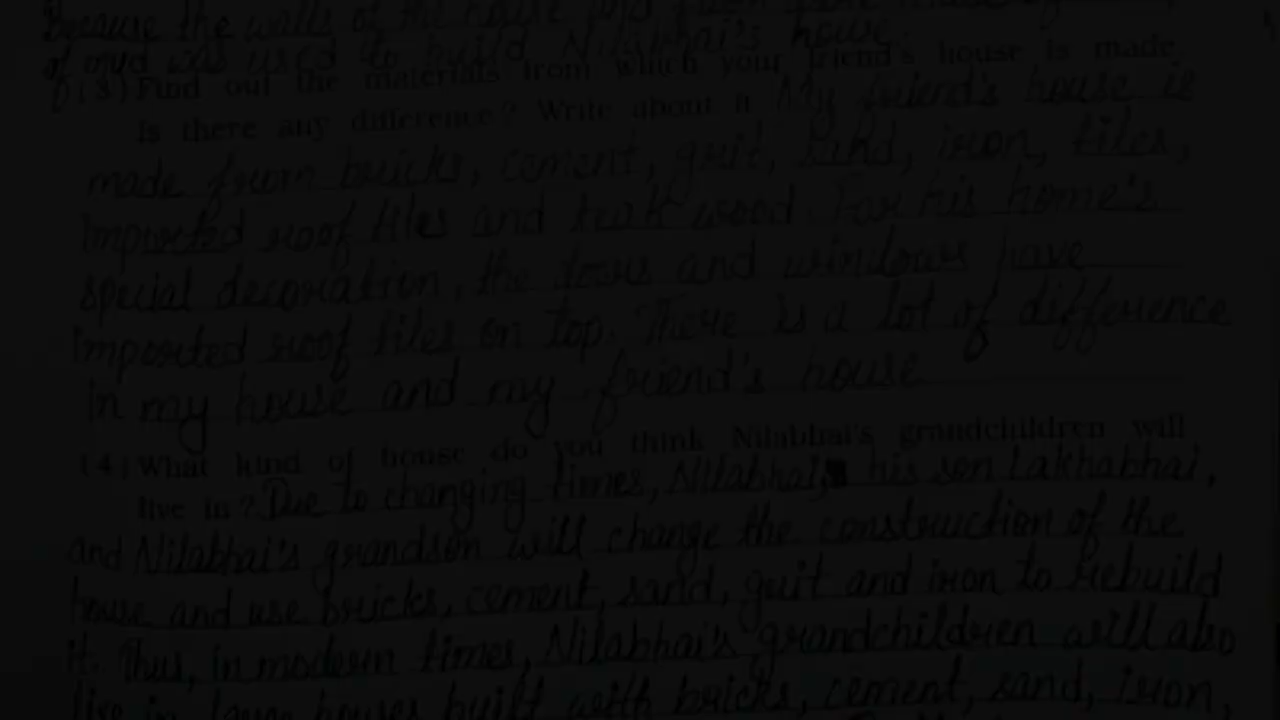 because the walls of the house
of mud was used to build Nilabhai's house
(3) Find out the materials from which your friend's house is made.
Is there any difference? Write about it My friend's house is
made from bricks, cement, grit, sand, iron, tiles,
Imported roof tiles and teak wood. For his home's
special decoration, the doors and windows have
Imported roof tiles on top. There is a lot of difference
In my house and my friend's house
(4) What kind of house do you think Nilabhai's grandchildren will
live in? Due to changing times, Nilabhai, his son Lakhabhai,
and Nilabhai's grandson will change the construction of the
house and use bricks, cement, sand, grit and iron to rebuild
it. Thus, in modern times, Nilabhai's grandchildren will also
live in houses built with bricks, cement, sand, iron,